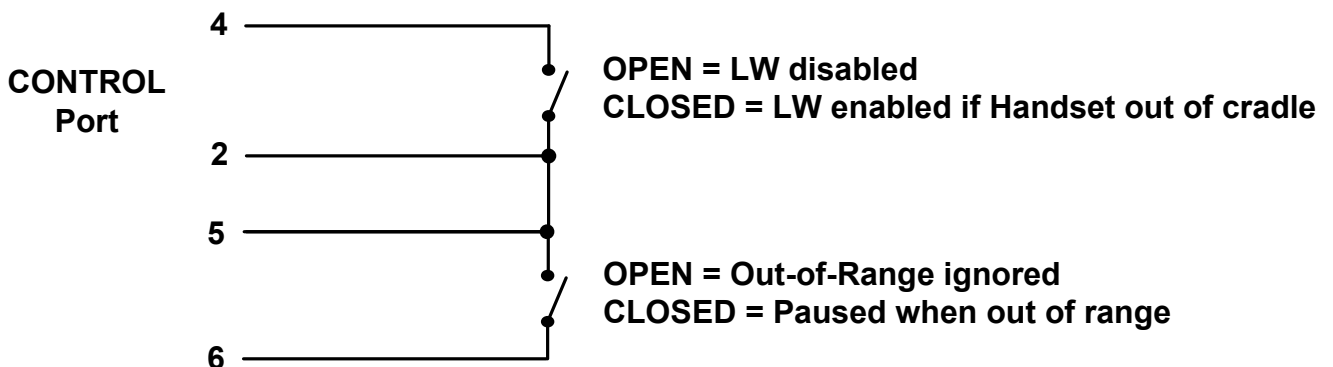 4
CONTROL
Port
OPEN = LW disabled
CLOSED = LW enabled if Handset out of cradle
2
5
OPEN = Out-of-Range ignored
CLOSED = Paused when out of range
6